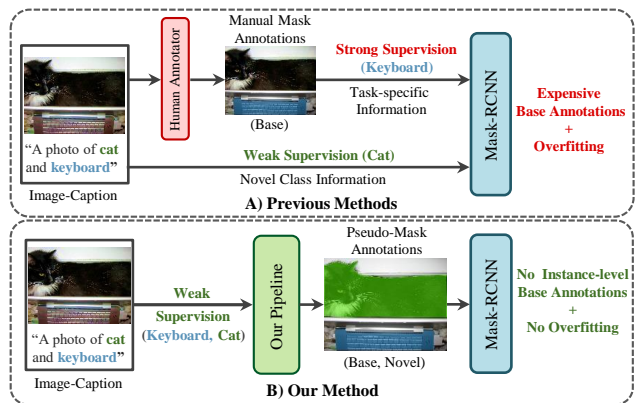 Manual Mask
Annotations
Human Annotator
Strong Supervision
(Keyboard)
Task-specific
Information
(Base)
Mask-RCNN
Expensive
Base Annotations
+
Overfitting
“A photo of cat
and keyboard”
Image-Caption
Weak Supervision (Cat)
Novel Class Information
A) Previous Methods
Pseudo-Mask
Annotations
Weak
Supervision
(Keyboard, Cat)
Our Pipeline
(Base, Novel)
Mask-RCNN
No Instance-level
Base Annotations
+
No Overfitting
“A photo of cat
and keyboard”
Image-Caption
B) Our Method